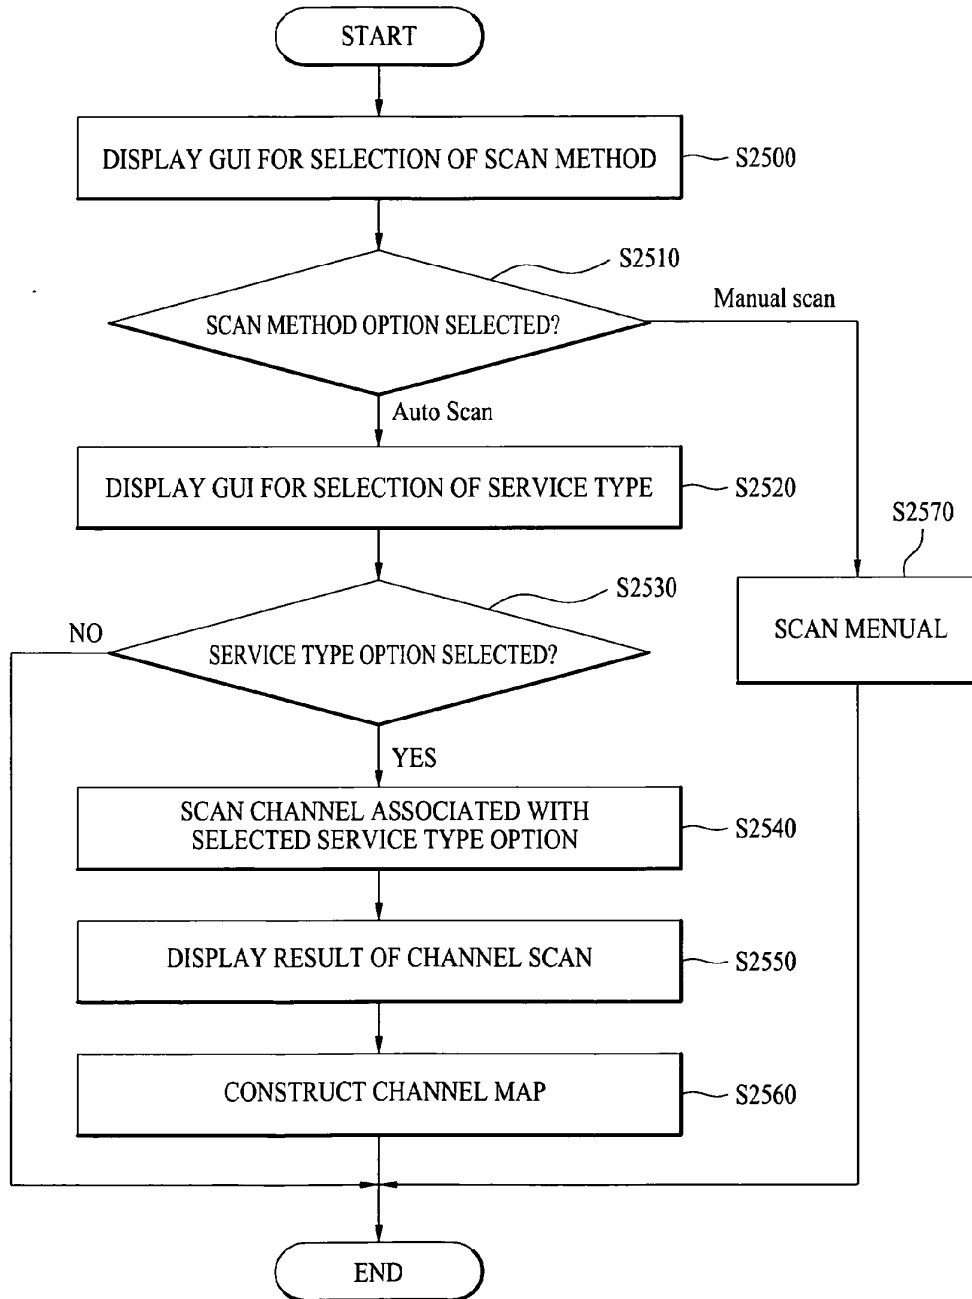 START
DISPLAY GUI FOR SELECTION OF SCAN METHOD
S2500
S2510
SCAN METHOD OPTION SELECTED?
Manual scan
Auto Scan
DISPLAY GUI FOR SELECTION OF SERVICE TYPE
S2520
S2570
SCAN MENUAL
S2530
NO
SERVICE TYPE OPTION SELECTED?
YES
SCAN CHANNEL ASSOCIATED WITH
SELECTED SERVICE TYPE OPTION
S2540
DISPLAY RESULT OF CHANNEL SCAN
S2550
CONSTRUCT CHANNEL MAP
S2560
END